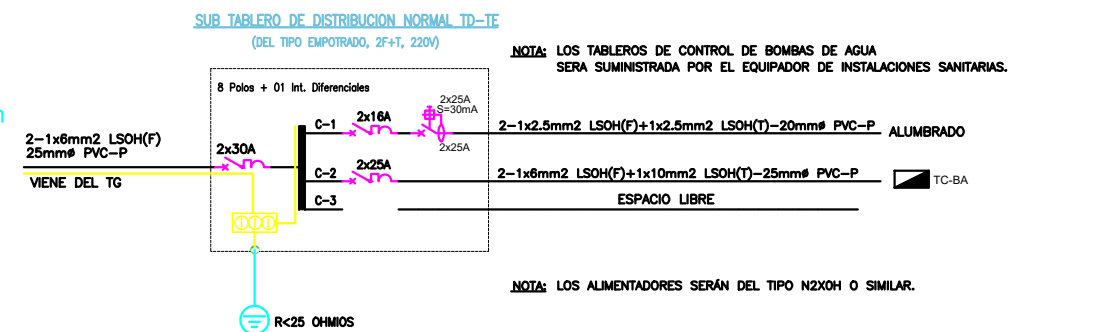 SUB TABLERO DE DISTRIBUCION NORMAL TD-TE
(DEL TIPO EMPOTRADO, 2F+T, 220V)
NOTA: LOS TABLEROS DE CONTROL DE BOMBAS DE AGUA
SERA SUMINISTRADA POR EL EQUIPADOR DE INSTALACIONES SANITARIAS.
8 Polos + 01 Int. Diferenciales
2x25A
S=30mA
2x16A
C-1
2x25A
2-1x2.5mm2 LSOH(F)+1x2.5mm2 LSOH(T)-20mmø PVC-P
ALUMBRADO
2-1x6mm2 LSOH(F)
25mmø PVC-P
2x30A
VIENE DEL TG
2x25A
C-2
2-1x6mm2 LSOH(F)+1x10mm2 LSOH(T)-25mmø PVC-P
TC-BA
C-3
ESPACIO LIBRE
NOTA: LOS ALIMENTADORES SERÁN DEL TIPO N2XOH O SIMILAR.
R<25 OHMIOS